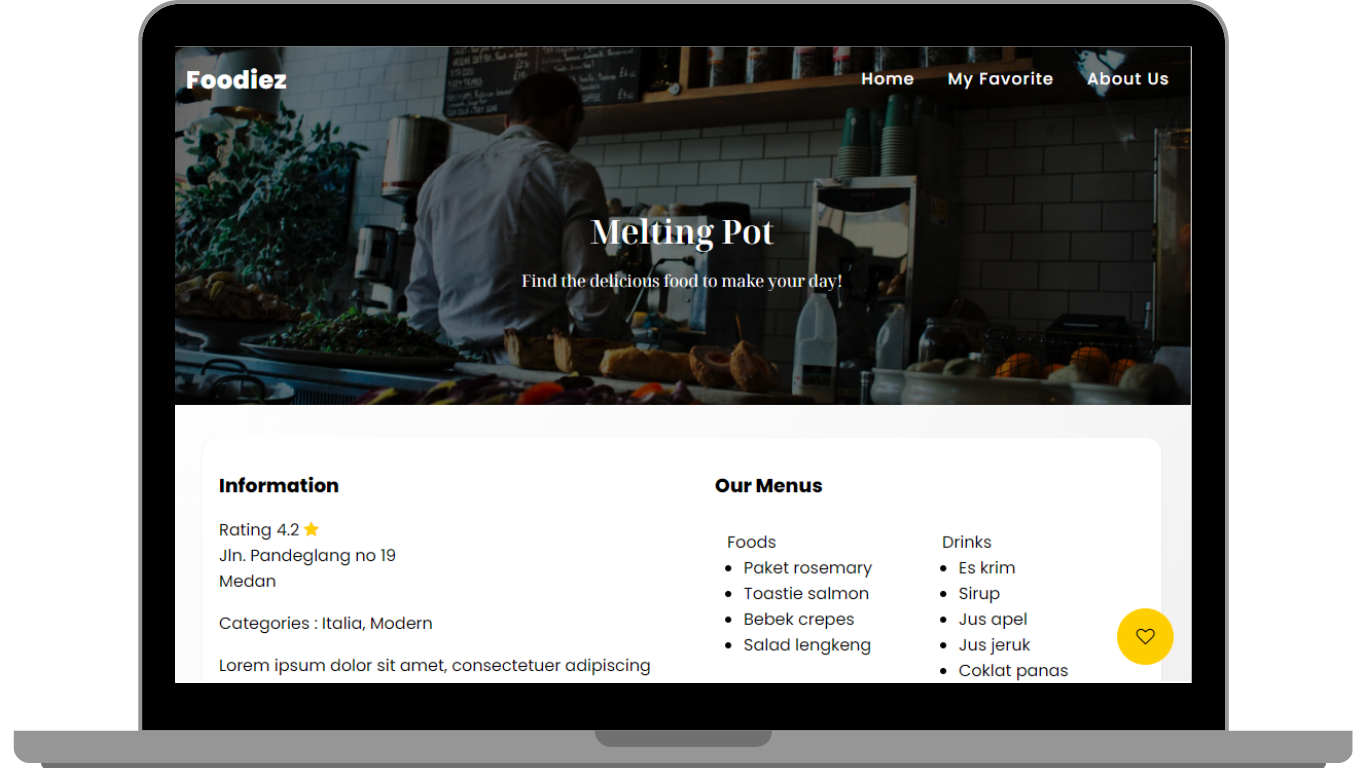 Foodiez
Home
My Favorite
About Us
Melting Pot
Find the delicious food to make your day!
Information
Rating 4.2
Jln. Pandeglang no 19
Medan
Categories : Italia, Modern
Lorem ipsum dolor sit amet, consectetuer adipiscing
Our Menus
Foods
Paket rosemary
Toastie salmon
Bebek crepes
Salad lengkeng
Drinks
Es krim
Sirup
Jus apel
Jus jeruk
Coklat panas